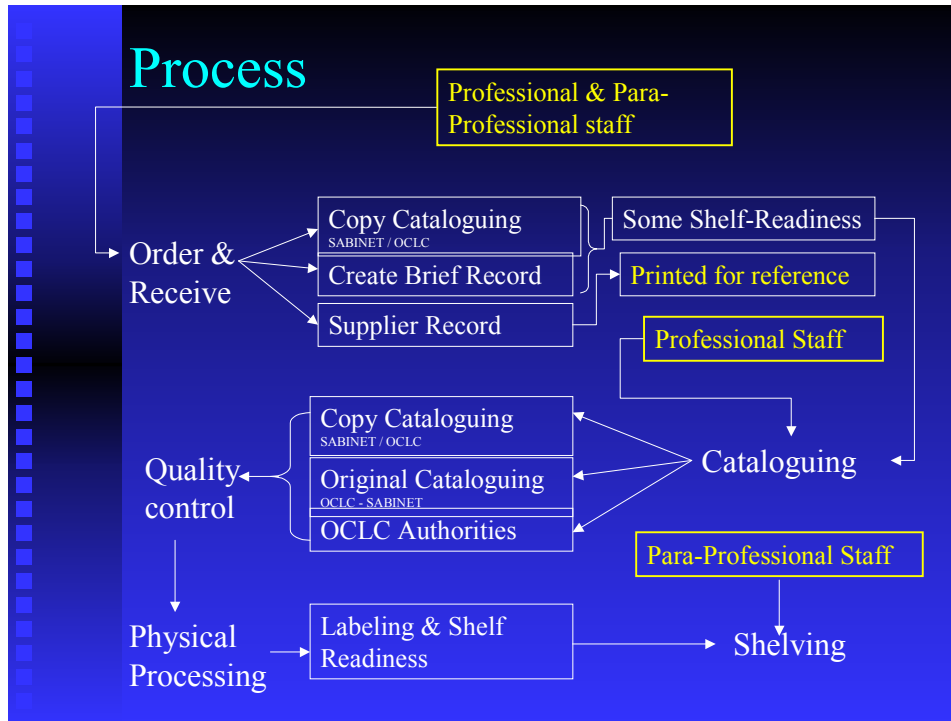 Process
Professional & Para-
Professional staff
Copy Cataloguing
SABINET / OCLC
Some Shelf-Readiness
Order &
Receive
Create Brief Record
Printed for reference
Supplier Record
Professional Staff
Copy Cataloguing
SABINET / OCLC
Quality
control
Original Cataloguing
OCLC - SABINET
Cataloguing
OCLC Authorities
Para-Professional Staff
Physical
Processing
Labeling & Shelf
Readiness
Shelving